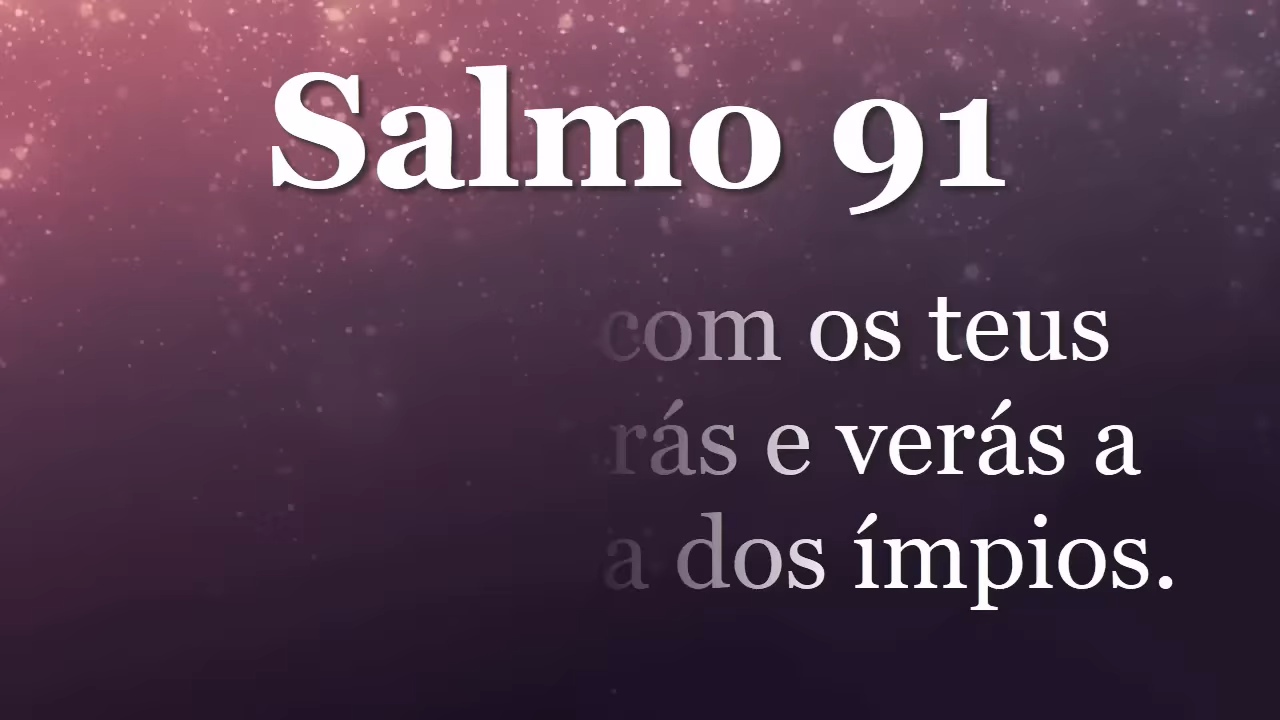 Salmo 91
com os teus
rás e verás a
a dos ímpios.